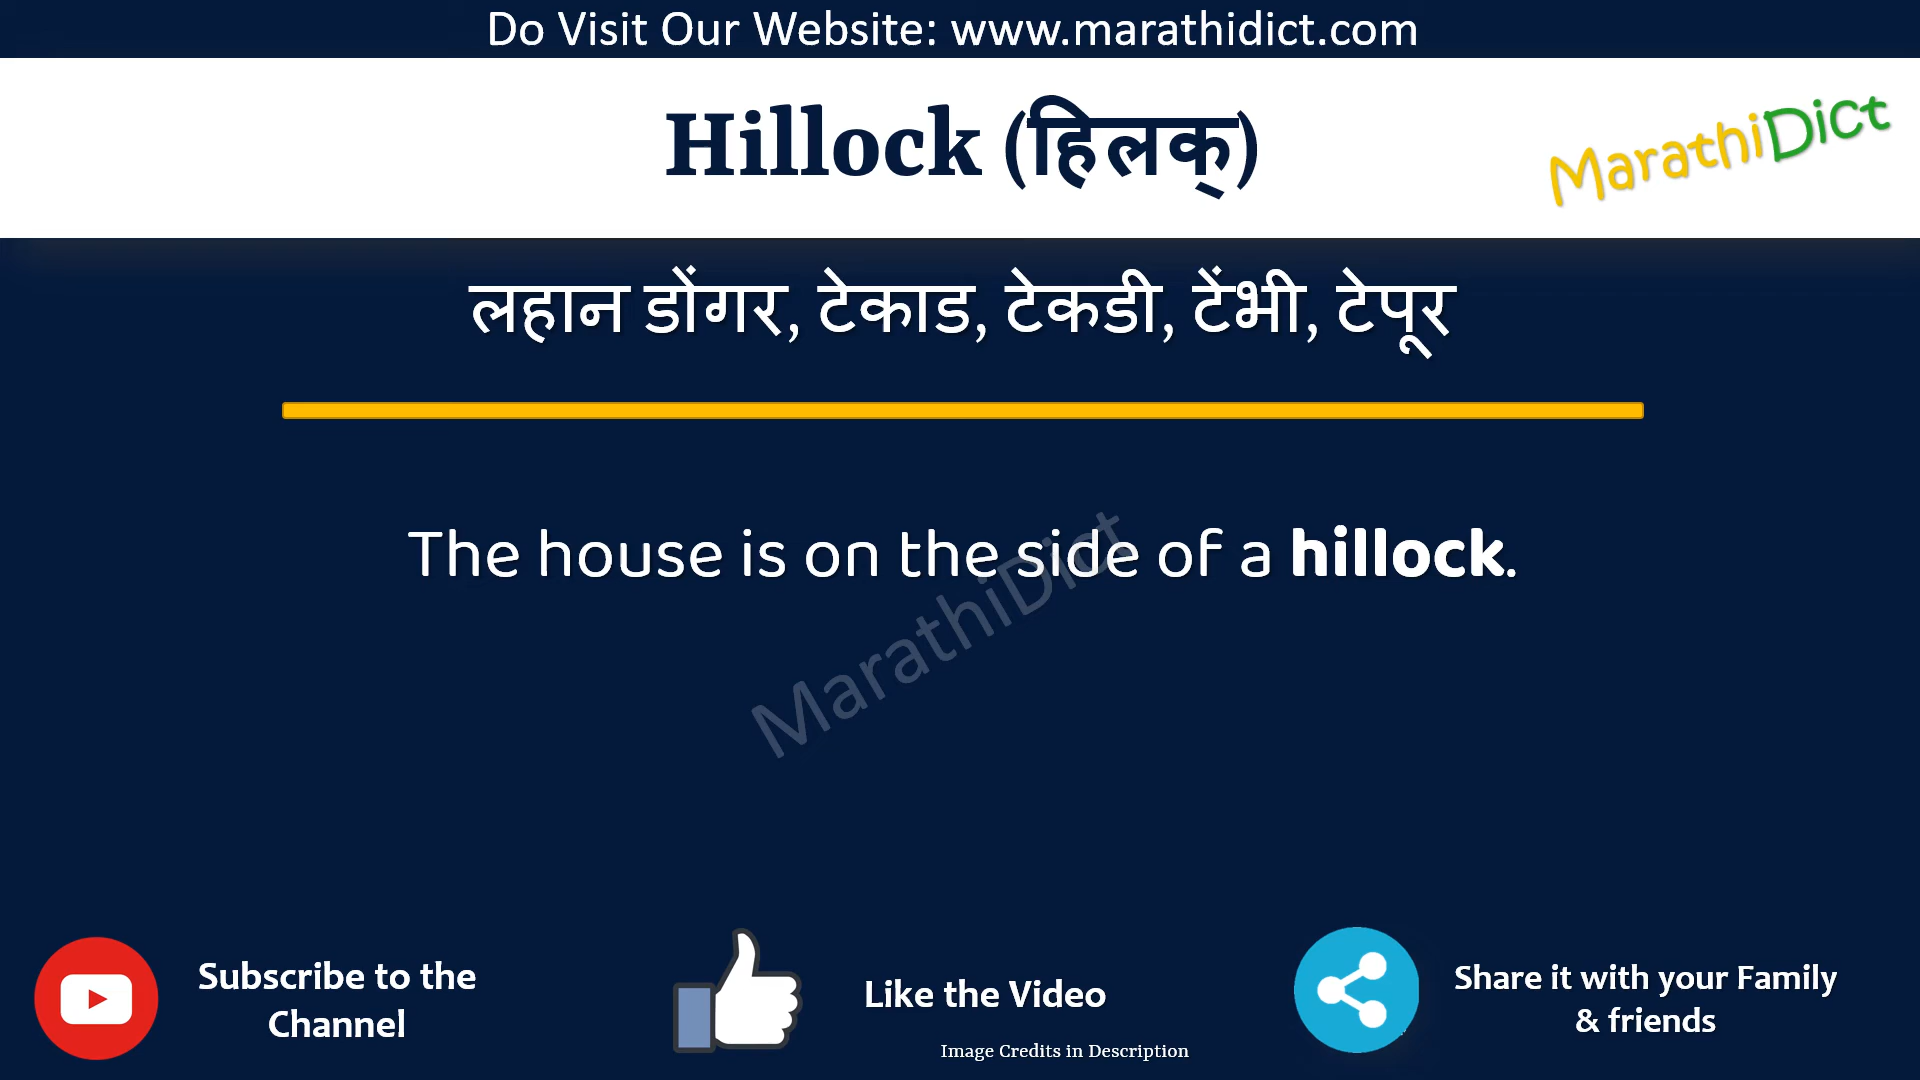 Do Visit Our Website: www.marathidict.com
Hillock (हिलक्)
MarathiDict
लहान डोंगर, टेकाड, टेकडी, टेंभी, टेपूर
The house is on the side of a hillock.
MarathiDict
Subscribe to the
Channel
Like the Video
Share it with your Family
& friends
Image Credits in Description